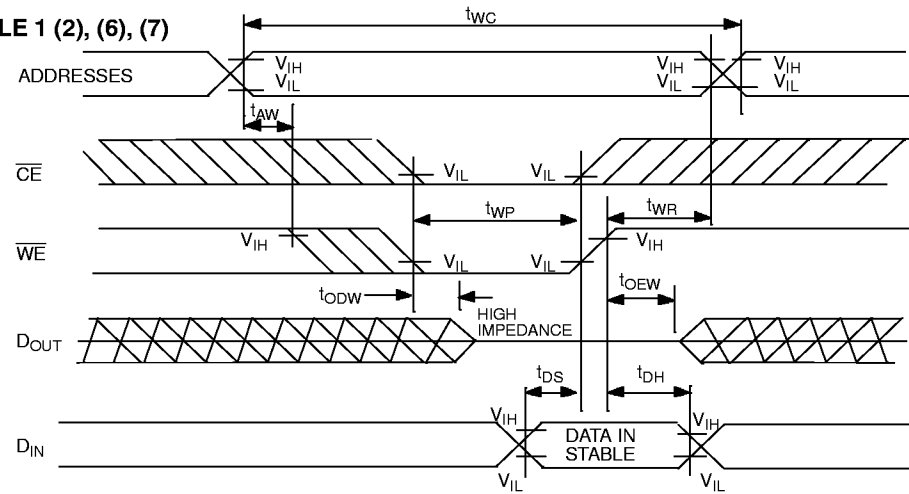 LE 1 (2), (6), (7)
tWC
ADDRESSES
VIH
VIL
VIH
VIL
VIH
VIL
tAW
CE
VIL
VIL
tWP
tWR
WE
VIH
VIL
VIL
VIH
tODW
HIGH
IMPEDANCE
tOEW
DOUT
tDS
tDH
DIN
VIH
VIL
DATA IN
STABLE
VIH
VIL